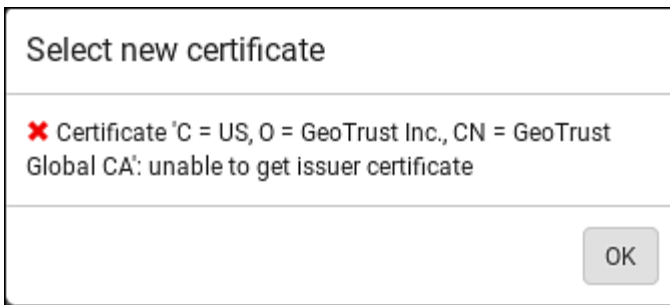 Select new certificate
✖ Certificate 'C = US, O = GeoTrust Inc., CN = GeoTrust
Global CA': unable to get issuer certificate
OK